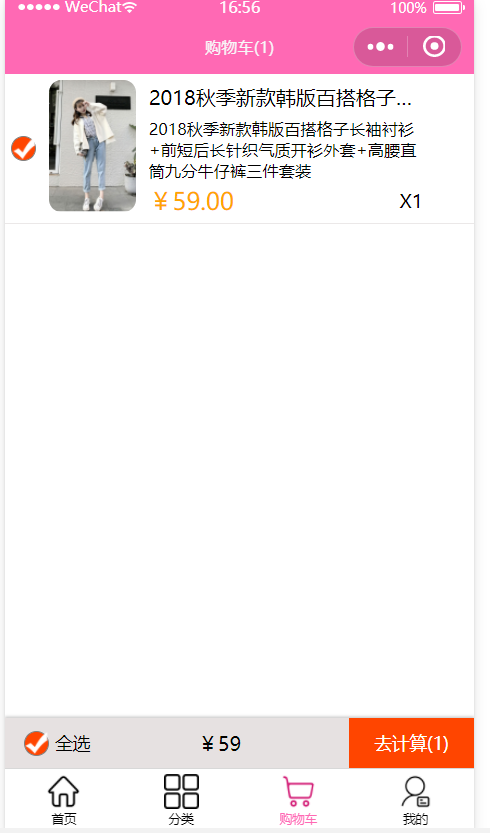 WeChat
16:56
100%
购物车(1)
2018秋季新款韩版百搭格子...
2018秋季新款韩版百搭格子长袖衬衫
+前短后长针织气质开衫外套+高腰直
筒九分牛仔裤三件套装
￥59.00
X1
全选
￥59
去计算(1)
首页
分类
购物车
我的